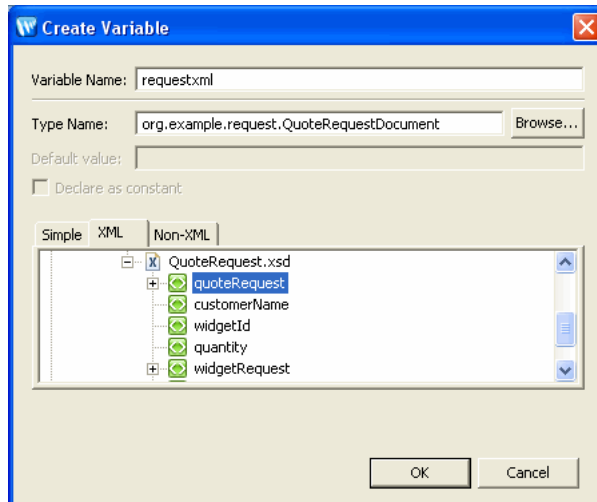 Create Variable
Variable Name: requestxml
Type Name: org.example.request.QuoteRequestDocument Browse...
Default value:
Declare as constant
Simple XML Non-XML
QuoteRequest.xsd
quoteRequest
customerName
widgetId
quantity
widgetRequest
OK Cancel